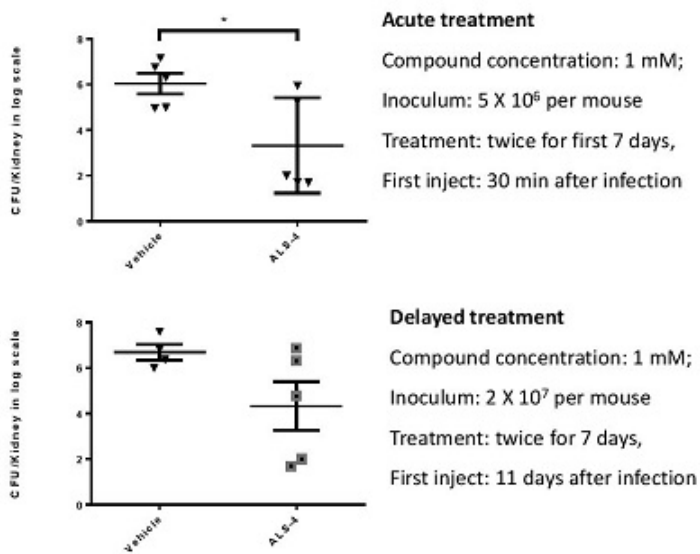 *
CFU/Kidney in log scale
8
6
4
2
0
Vehicle
ALS-4
Acute treatment
Compound concentration: 1 mM;
Inoculum: 5 X 10⁶ per mouse
Treatment: twice for first 7 days,
First inject: 30 min after infection
CFU/Kidney in log scale
8
6
4
2
0
Vehicle
ALS-4
Delayed treatment
Compound concentration: 1 mM;
Inoculum: 2 X 10⁷ per mouse
Treatment: twice for 7 days,
First inject: 11 days after infection